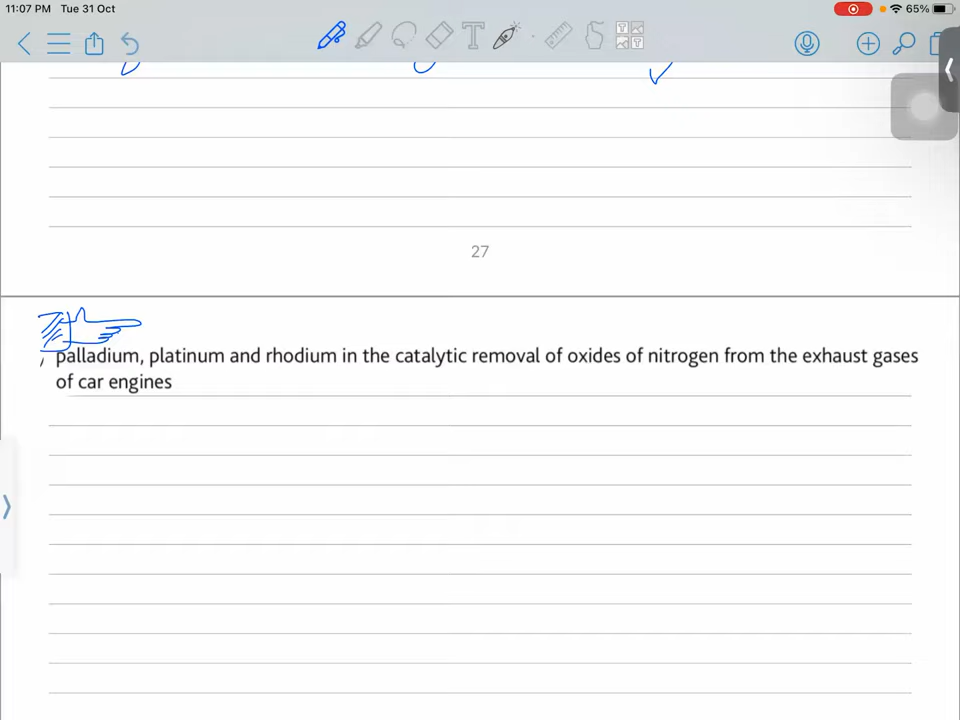 11:07 PM Tue 31 Oct 65%
27
palladium, platinum and rhodium in the catalytic removal of oxides of nitrogen from the exhaust gases
of car engines